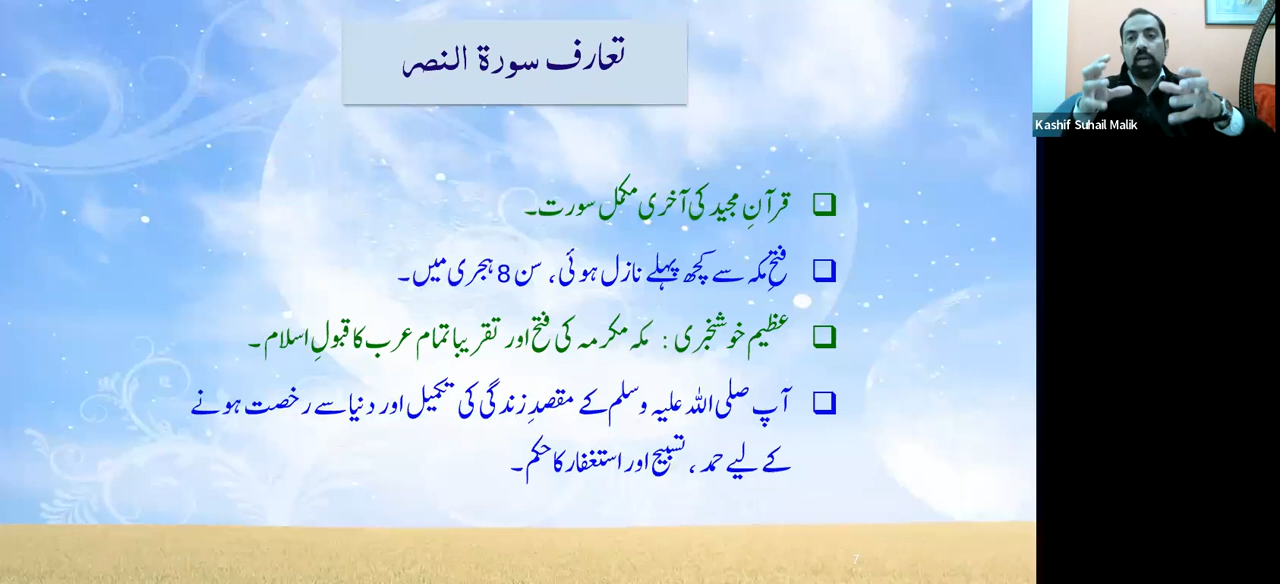 تعارف سورۃ النصر
Kashif Suhail Malik
قرآنِ مجید کی آخری مکمل سورت۔
فتحِ مکہ سے کچھ پہلے نازل ہوئی، سن 8 ہجری میں۔
عظیم خوشخبری : مکہ مکرمہ کی فتح اور تقریبا تمام عرب کا قبولِ اسلام۔
آپ صلی اللہ علیہ وسلم کے مقصدِ زندگی کی تکمیل اور دنیا سے رخصت ہونے
کے لیے حمد، تسبیح اور استغفار کا حکم۔
7